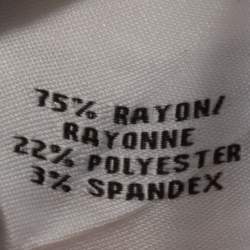 75% RAYON/
RAYONNE
22% POLYESTER
3% SPANDEX